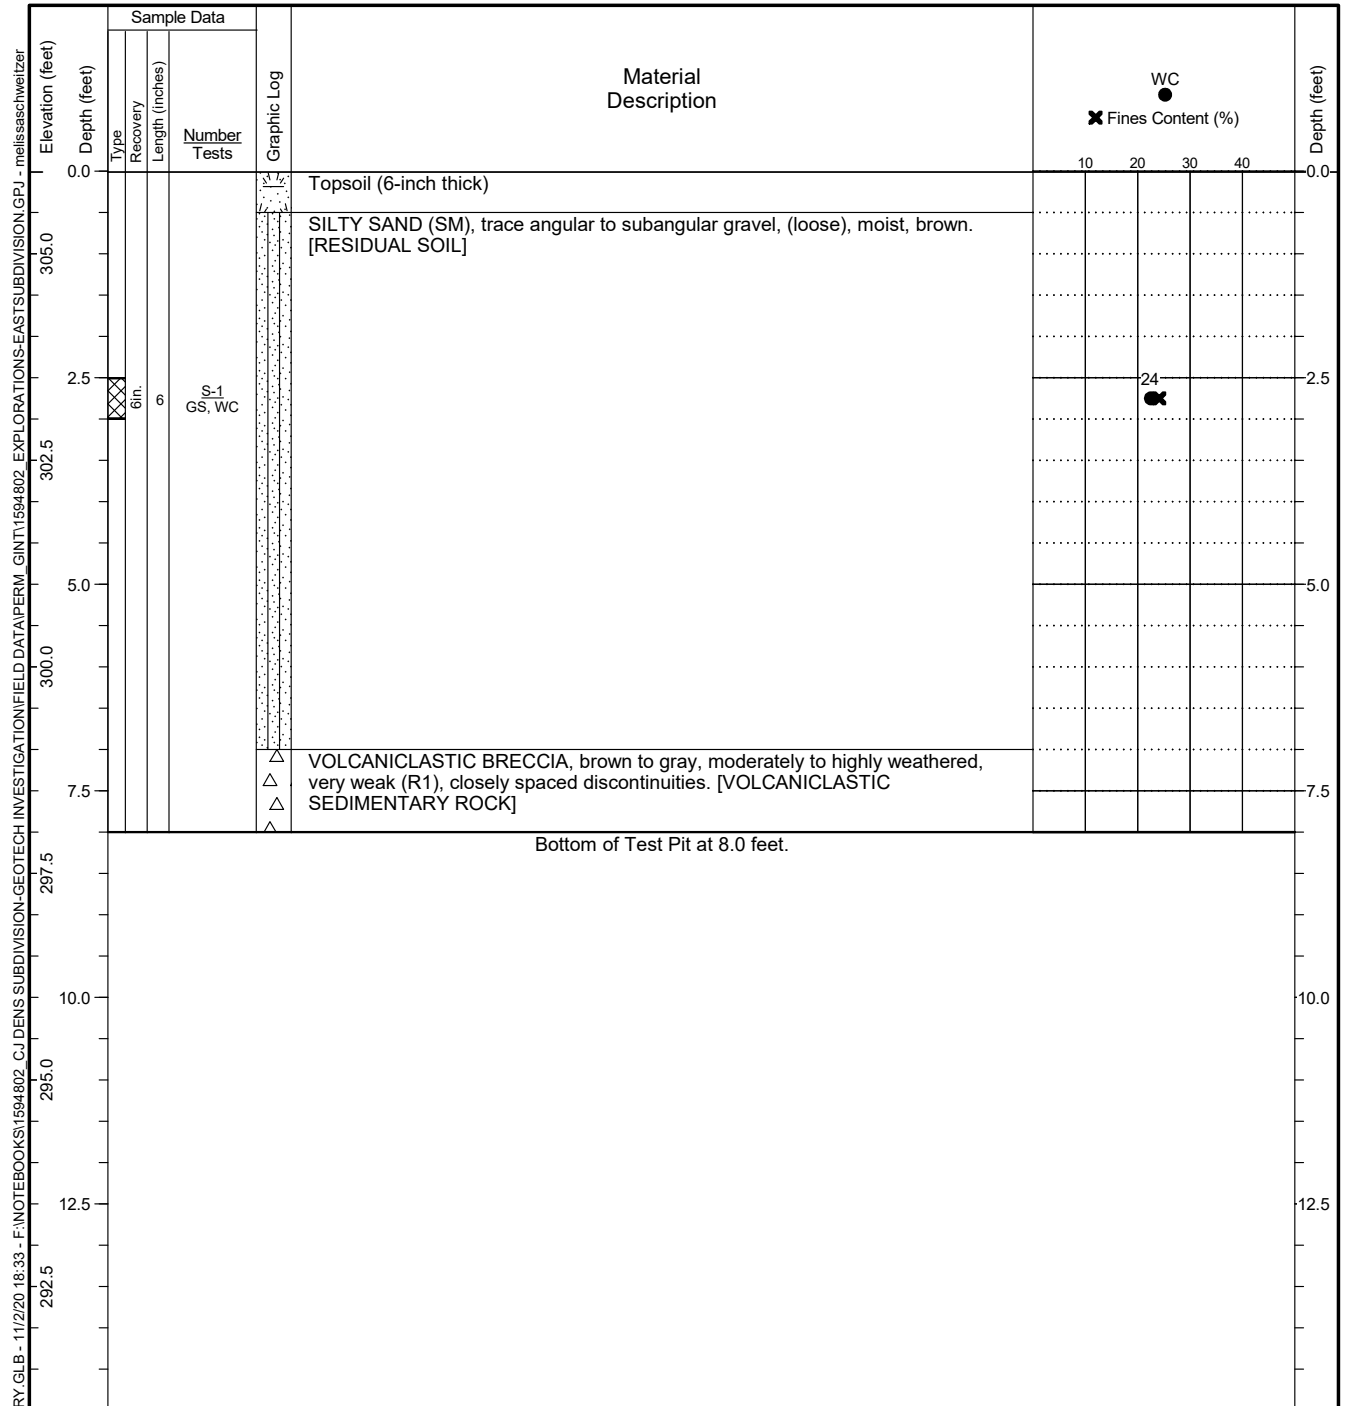 Sample Data
Elevation (feet)
Depth (feet)
Type
Recovery
Length (inches)
Number
Tests
Graphic Log
Material
Description
WC
Fines Content (%)
Depth (feet)
10 20 30 40
0.0
0.0
Topsoil (6-inch thick)
SILTY SAND (SM), trace angular to subangular gravel, (loose), moist, brown.
[RESIDUAL SOIL]
305.0
2.5
6in.
6
S-1
GS, WC
24
2.5
302.5
5.0
5.0
300.0
VOLCANICLASTIC BRECCIA, brown to gray, moderately to highly weathered,
very weak (R1), closely spaced discontinuities. [VOLCANICLASTIC
SEDIMENTARY ROCK]
7.5
7.5
Bottom of Test Pit at 8.0 feet.
297.5
10.0
10.0
295.0
12.5
12.5
292.5
RY.GLB - 11/2/20 18:33 - F:\NOTEBOOKS\1594802_CJ DENS SUBDIVISION-GEOTECH INVESTIGATION\FIELD DATA\PERM_GINT\1594802_EXPLORATIONS-EASTSUBDIVISION.GPJ - melissaschweitzer